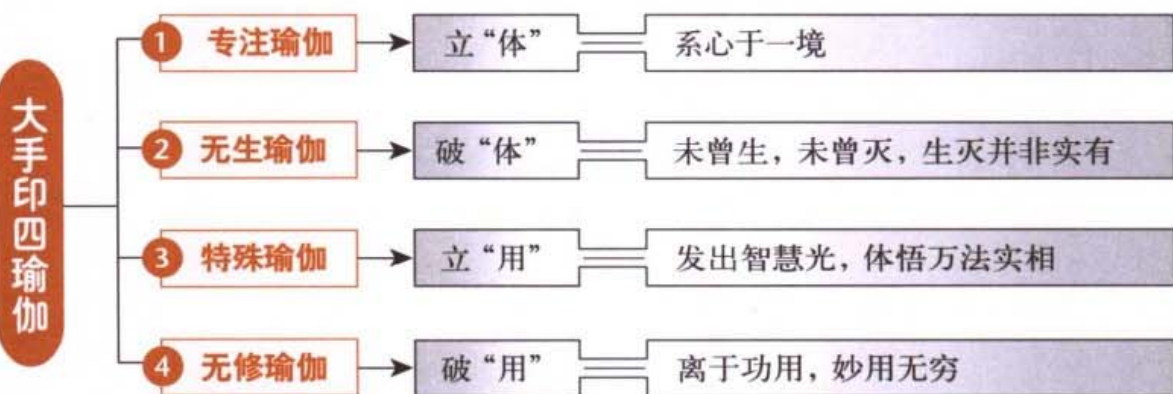 大手印四瑜伽
1 专注瑜伽 立“体” 系心于一境
2 无生瑜伽 破“体” 未曾生，未曾灭，生灭并非实有
3 特殊瑜伽 立“用” 发出智慧光，体悟万法实相
4 无修瑜伽 破“用” 离于功用，妙用无穷